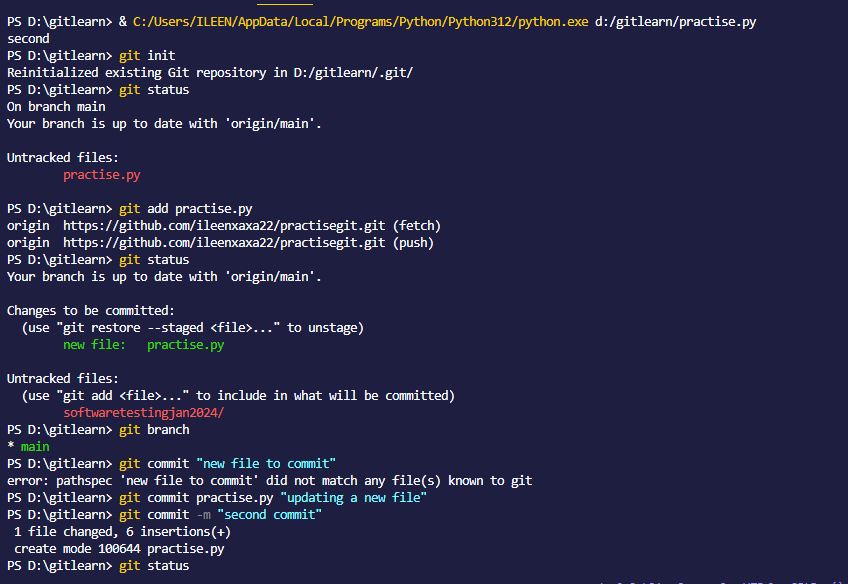 PS D:\gitlearn> & C:/Users/ILEEN/AppData/Local/Programs/Python/Python312/python.exe d:/gitlearn/practise.py
second
PS D:\gitlearn> git init
Reinitialized existing Git repository in D:/gitlearn/.git/
PS D:\gitlearn> git status
On branch main
Your branch is up to date with 'origin/main'.

Untracked files:
        practise.py

PS D:\gitlearn> git add practise.py
origin  https://github.com/ileenxaxa22/practisegit.git (fetch)
origin  https://github.com/ileenxaxa22/practisegit.git (push)
PS D:\gitlearn> git status
Your branch is up to date with 'origin/main'.

Changes to be committed:
  (use "git restore --staged <file>..." to unstage)
        new file:   practise.py

Untracked files:
  (use "git add <file>..." to include in what will be committed)
        softwaretestingjan2024/
PS D:\gitlearn> git branch
* main
PS D:\gitlearn> git commit "new file to commit"
error: pathspec 'new file to commit' did not match any file(s) known to git
PS D:\gitlearn> git commit practise.py "updating a new file"
PS D:\gitlearn> git commit -m "second commit"
 1 file changed, 6 insertions(+)
 create mode 100644 practise.py
PS D:\gitlearn> git status